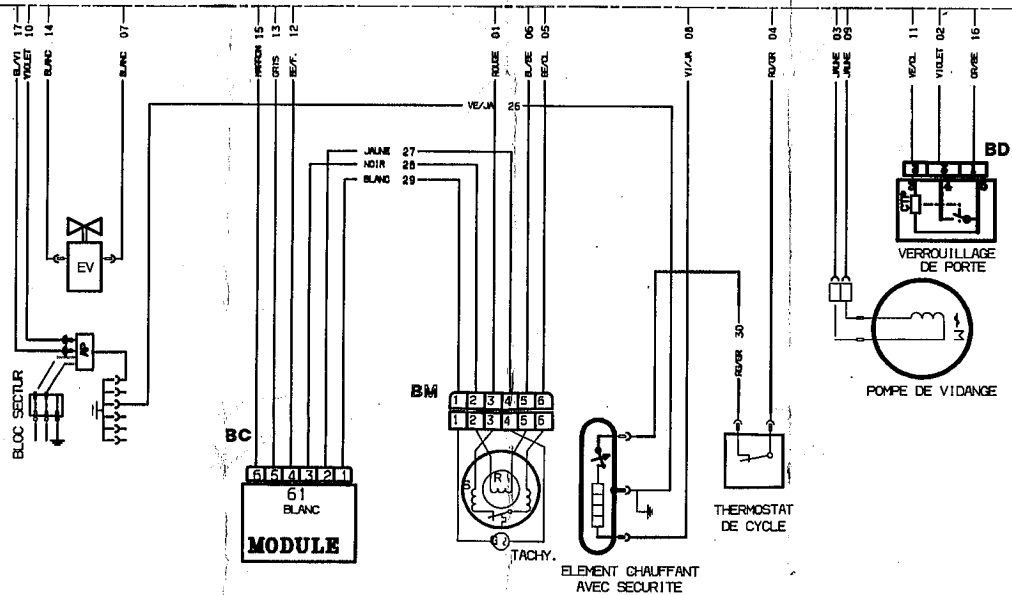 17 BL/VI
10 VIOLET
14 BLANC
07 BLANC
15 MARRON
13 GRIS
12 BE/F.
01 ROUGE
06 BL/BE
05 BE/CL
08 VI/JA
04 RO/GR
03 JAUNE
09 JAUNE
11 VE/CL
02 VIOLET
16 OR/BE
VE/JA 26
JAUNE 27
NOIR 28
BLANC 29
BD
CTP
VERROUILLAGE
DE PORTE
EV
AP
BLOC SECTUR
RO/GR 30
M
POMPE DE VIDANGE
BM
1 2 3 4 5 6
1 2 3 4 5 6
BC
6 5 4 3 2 1
61
BLANC
MODULE
S
R
TACHY.
THERMOSTAT
DE CYCLE
ELEMENT CHAUFFANT
AVEC SECURITE